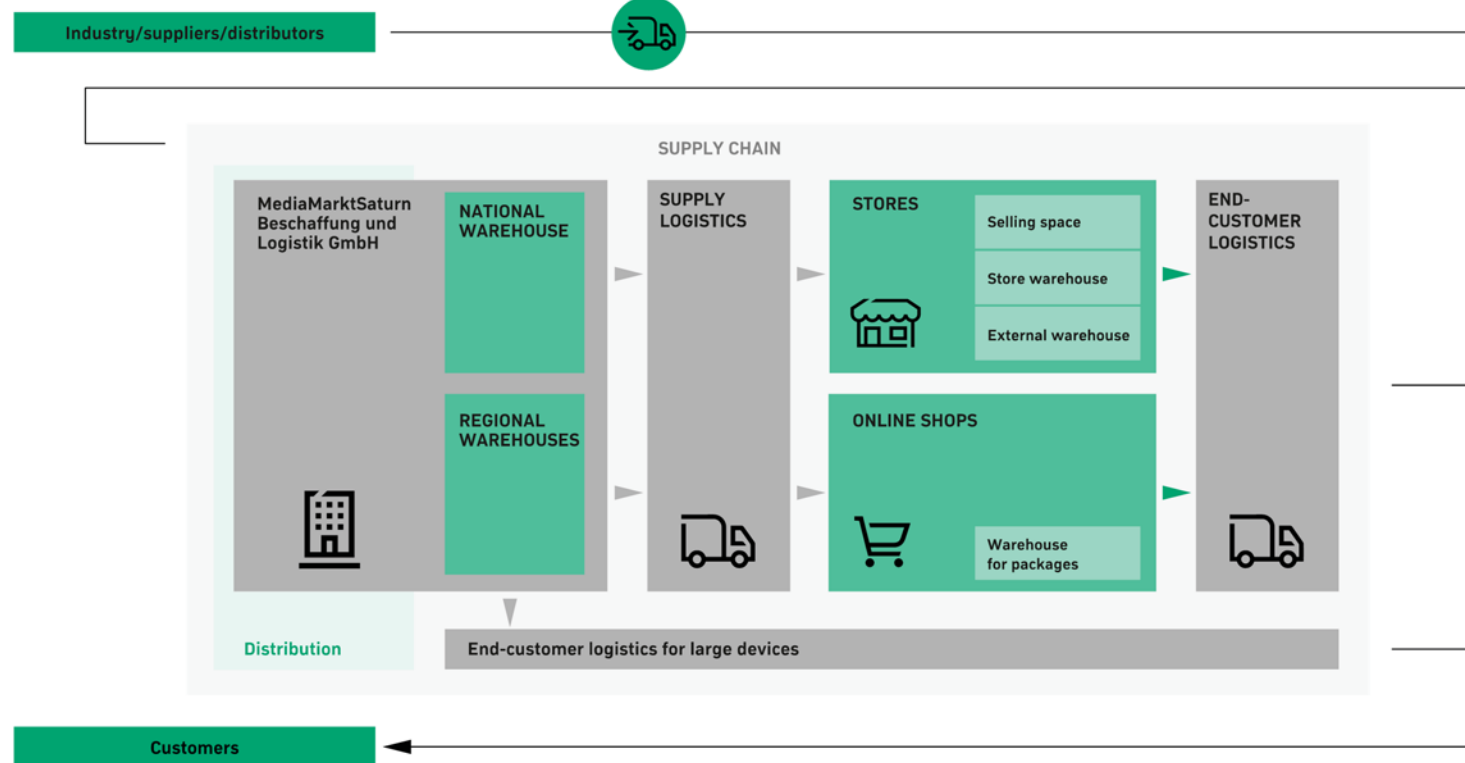 Industry/suppliers/distributors
SUPPLY CHAIN
MediaMarktSaturn
Beschaffung und
Logistik GmbH
NATIONAL
WAREHOUSE
REGIONAL
WAREHOUSES
SUPPLY
LOGISTICS
STORES
Selling space
Store warehouse
External warehouse
ONLINE SHOPS
Warehouse
for packages
END-
CUSTOMER
LOGISTICS
Distribution
End-customer logistics for large devices
Customers